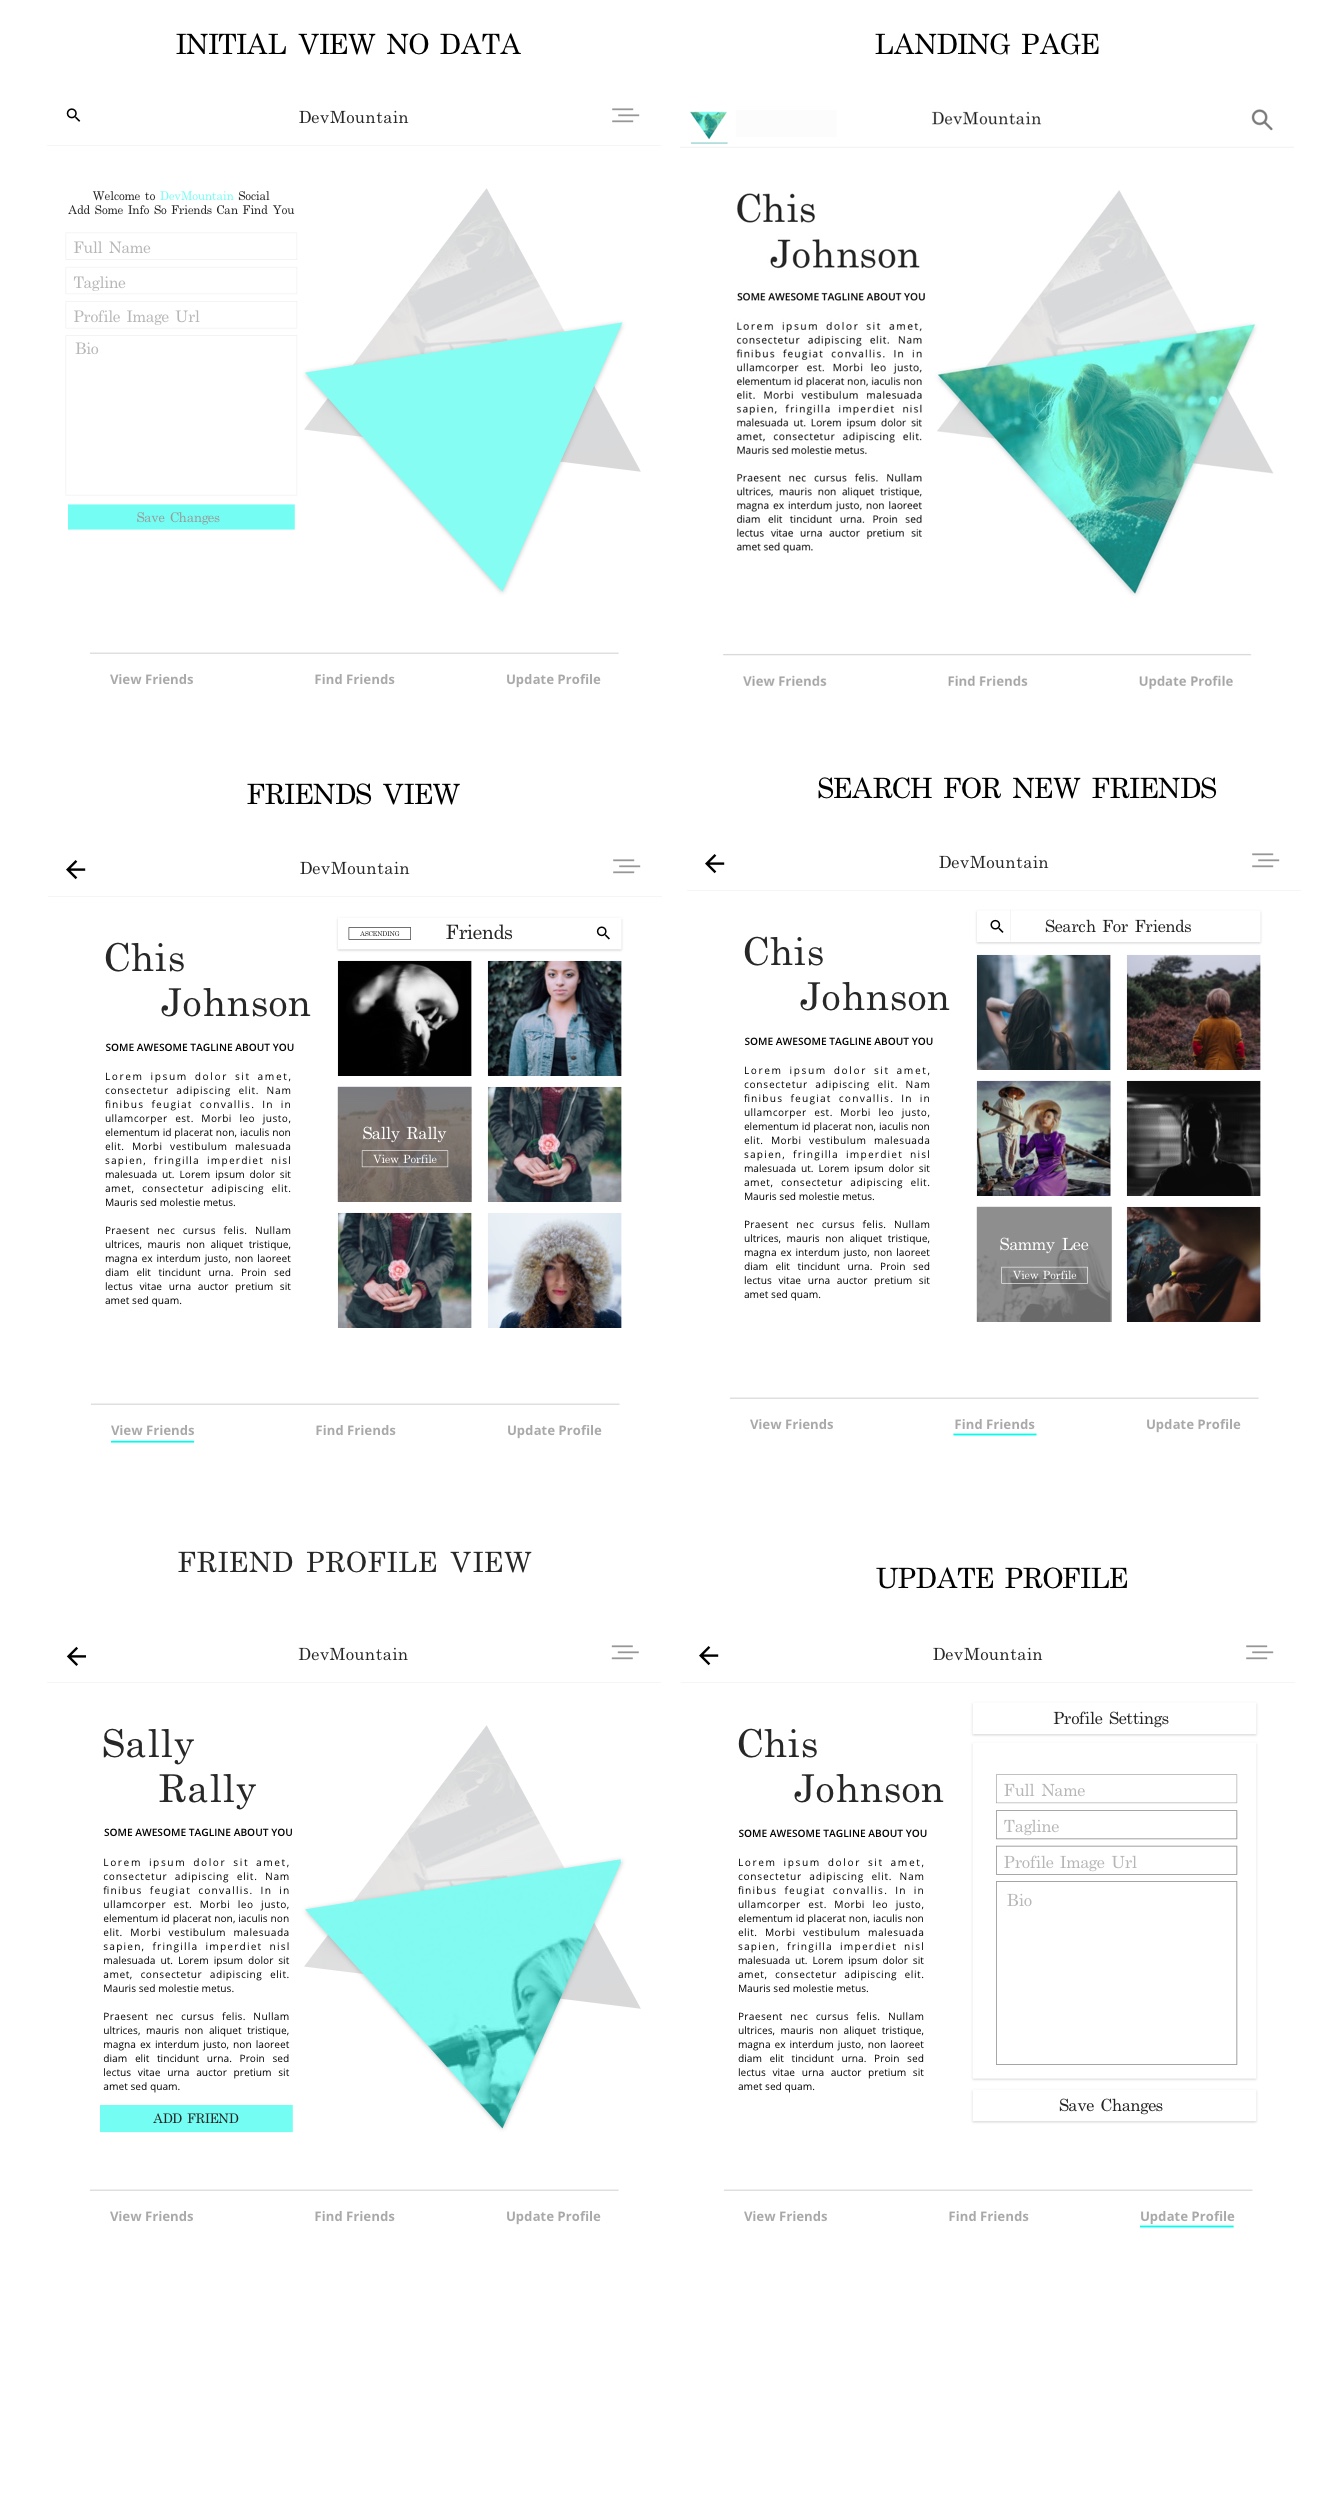 INITIAL VIEW NO DATA
DevMountain
Welcome to DevMountain Social
Add Some Info So Friends Can Find You
Full Name
Tagline
Profile Image Url
Bio
Save Changes
View Friends
Find Friends
Update Profile
LANDING PAGE
DevMountain
Chis
Johnson
SOME AWESOME TAGLINE ABOUT YOU
Lorem ipsum dolor sit amet,
consectetur adipiscing elit. Nam
finibus feugiat convallis. In in
ullamcorper est. Morbi leo justo,
elementum id placerat non, iaculis non
elit. Morbi vestibulum malesuada
sapien, fringilla imperdiet nisl
malesuada ut. Lorem ipsum dolor sit
amet, consectetur adipiscing elit.
Mauris sed molestie metus.
Praesent nec cursus felis. Nullam
ultrices, mauris non aliquet tristique,
magna ex interdum justo, non laoreet
diam elit tincidunt urna. Proin sed
lectus vitae urna auctor pretium sit
amet sed quam.
View Friends
Find Friends
Update Profile
FRIENDS VIEW
DevMountain
Chis
Johnson
SOME AWESOME TAGLINE ABOUT YOU
Lorem ipsum dolor sit amet,
consectetur adipiscing elit. Nam
finibus feugiat convallis. In in
ullamcorper est. Morbi leo justo,
elementum id placerat non, iaculis non
elit. Morbi vestibulum malesuada
sapien, fringilla imperdiet nisl
malesuada ut. Lorem ipsum dolor sit
amet, consectetur adipiscing elit.
Mauris sed molestie metus.
Praesent nec cursus felis. Nullam
ultrices, mauris non aliquet tristique,
magna ex interdum justo, non laoreet
diam elit tincidunt urna. Proin sed
lectus vitae urna auctor pretium sit
amet sed quam.
ASCENDING
Friends
Sally Rally
View Porfile
View Friends
Find Friends
Update Profile
SEARCH FOR NEW FRIENDS
DevMountain
Chis
Johnson
SOME AWESOME TAGLINE ABOUT YOU
Lorem ipsum dolor sit amet,
consectetur adipiscing elit. Nam
finibus feugiat convallis. In in
ullamcorper est. Morbi leo justo,
elementum id placerat non, iaculis non
elit. Morbi vestibulum malesuada
sapien, fringilla imperdiet nisl
malesuada ut. Lorem ipsum dolor sit
amet, consectetur adipiscing elit.
Mauris sed molestie metus.
Praesent nec cursus felis. Nullam
ultrices, mauris non aliquet tristique,
magna ex interdum justo, non laoreet
diam elit tincidunt urna. Proin sed
lectus vitae urna auctor pretium sit
amet sed quam.
Search For Friends
Sammy Lee
View Porfile
View Friends
Find Friends
Update Profile
FRIEND PROFILE VIEW
DevMountain
Sally
Rally
SOME AWESOME TAGLINE ABOUT YOU
Lorem ipsum dolor sit amet,
consectetur adipiscing elit. Nam
finibus feugiat convallis. In in
ullamcorper est. Morbi leo justo,
elementum id placerat non, iaculis non
elit. Morbi vestibulum malesuada
sapien, fringilla imperdiet nisl
malesuada ut. Lorem ipsum dolor sit
amet, consectetur adipiscing elit.
Mauris sed molestie metus.
Praesent nec cursus felis. Nullam
ultrices, mauris non aliquet tristique,
magna ex interdum justo, non laoreet
diam elit tincidunt urna. Proin sed
lectus vitae urna auctor pretium sit
amet sed quam.
ADD FRIEND
View Friends
Find Friends
Update Profile
UPDATE PROFILE
DevMountain
Chis
Johnson
SOME AWESOME TAGLINE ABOUT YOU
Lorem ipsum dolor sit amet,
consectetur adipiscing elit. Nam
finibus feugiat convallis. In in
ullamcorper est. Morbi leo justo,
elementum id placerat non, iaculis non
elit. Morbi vestibulum malesuada
sapien, fringilla imperdiet nisl
malesuada ut. Lorem ipsum dolor sit
amet, consectetur adipiscing elit.
Mauris sed molestie metus.
Praesent nec cursus felis. Nullam
ultrices, mauris non aliquet tristique,
magna ex interdum justo, non laoreet
diam elit tincidunt urna. Proin sed
lectus vitae urna auctor pretium sit
amet sed quam.
Profile Settings
Full Name
Tagline
Profile Image Url
Bio
Save Changes
View Friends
Find Friends
Update Profile